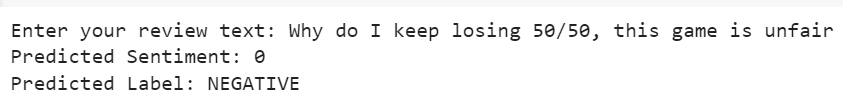 Enter your review text: Why do I keep losing 50/50, this game is unfair
Predicted Sentiment: 0
Predicted Label: NEGATIVE